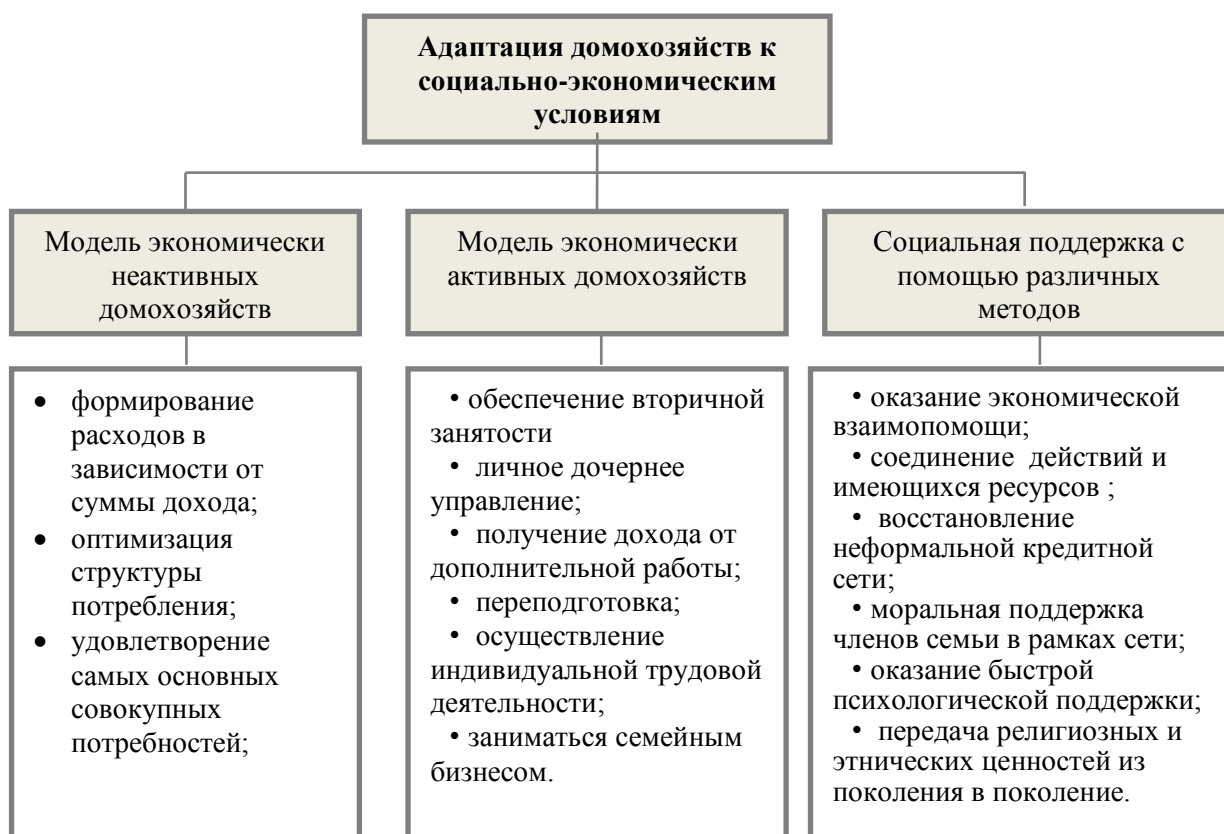 Адаптация домохозяйств к
социально-экономическим
условиям
Модель экономически
неактивных
домохозяйств
Модель экономически
активных домохозяйств
Социальная поддержка с
помощью различных
методов
• формирование
расходов в
зависимости от
суммы дохода;
• оптимизация
структуры
потребления;
• удовлетворение
самых основных
совокупных
потребностей;
• обеспечение вторичной
занятости
• личное дочернее
управление;
• получение дохода от
дополнительной работы;
• переподготовка;
• осуществление
индивидуальной трудовой
деятельности;
• заниматься семейным
бизнесом.
• оказание экономической
взаимопомощи;
• соединение действий и
имеющихся ресурсов ;
• восстановление
неформальной кредитной
сети;
• моральная поддержка
членов семьи в рамках сети;
• оказание быстрой
психологической поддержки;
• передача религиозных и
этнических ценностей из
поколения в поколение.